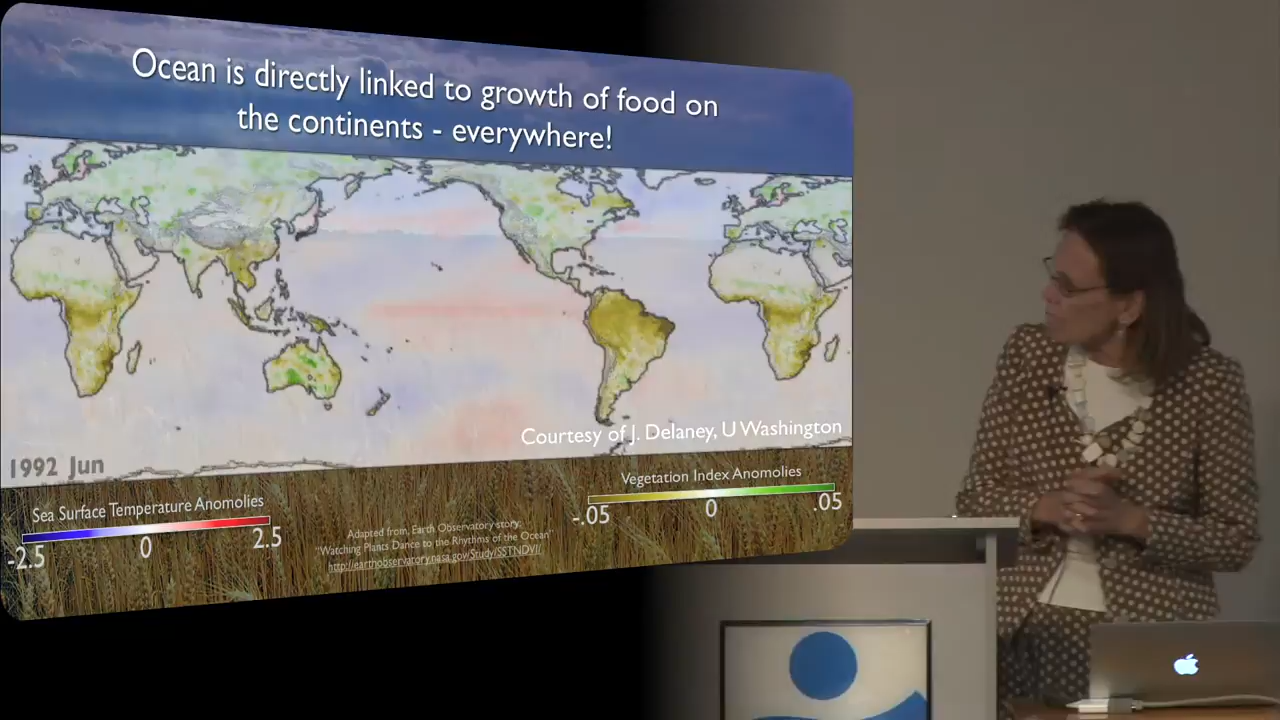 Ocean is directly linked to growth of food on
the continents - everywhere!
Courtesy of J. Delaney, U Washington
1992 Jun
Sea Surface Temperature Anomolies
-2.5 0 2.5
Vegetation Index Anomolies
-.05 0 .05
Adapted from, Earth Observatory story:
"Watching Plants Dance to the Rhythms of the Ocean"
http://earthobservatory.nasa.gov/Study/SSTNDVI/